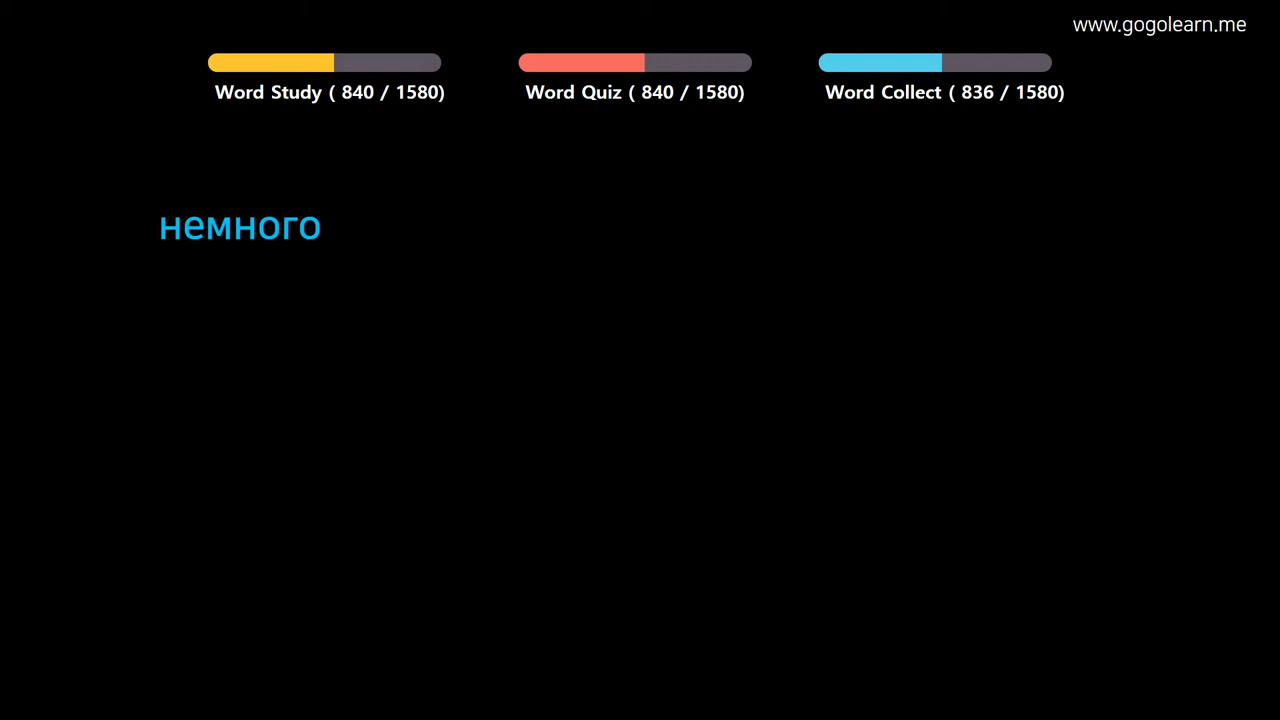 www.gogolearn.me
Word Study ( 840 / 1580)
Word Quiz ( 840 / 1580)
Word Collect ( 836 / 1580)
немного